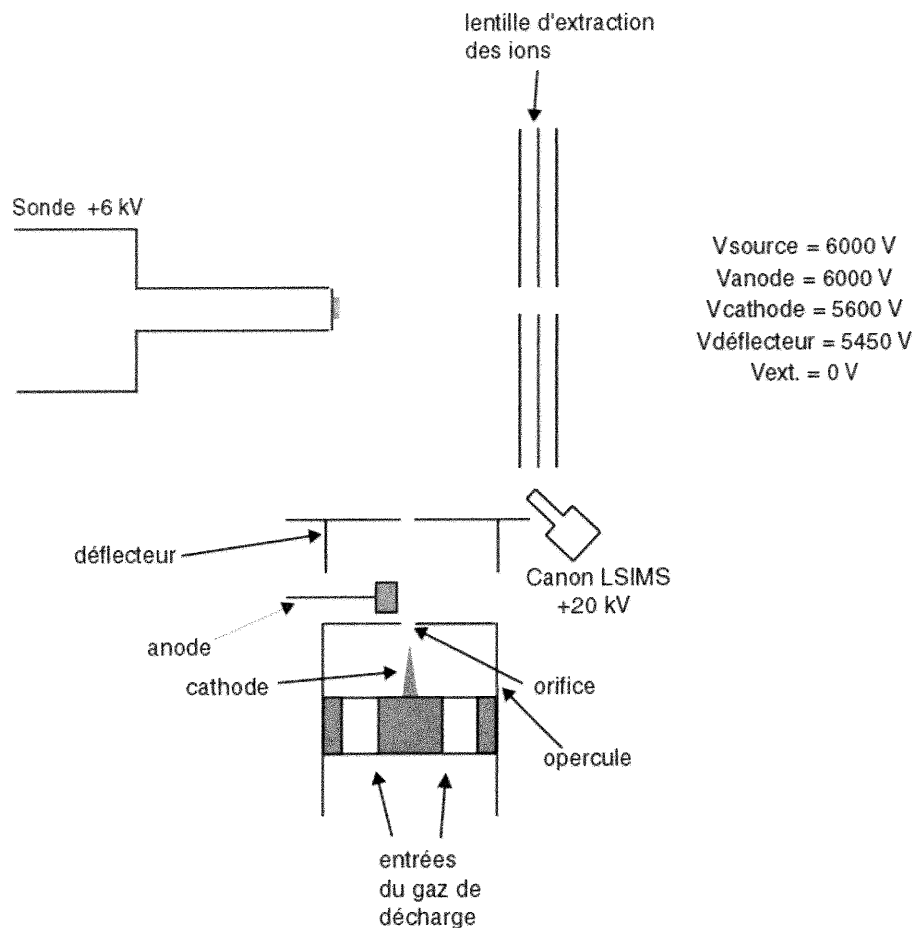 lentille d'extraction
des ions
Sonde +6 kV
Vsource = 6000 V
Vanode = 6000 V
Vcathode = 5600 V
Vdéflecteur = 5450 V
Vext. = 0 V
déflecteur
Canon LSIMS
+20 kV
anode
cathode
orifice
opercule
entrées
du gaz de
décharge